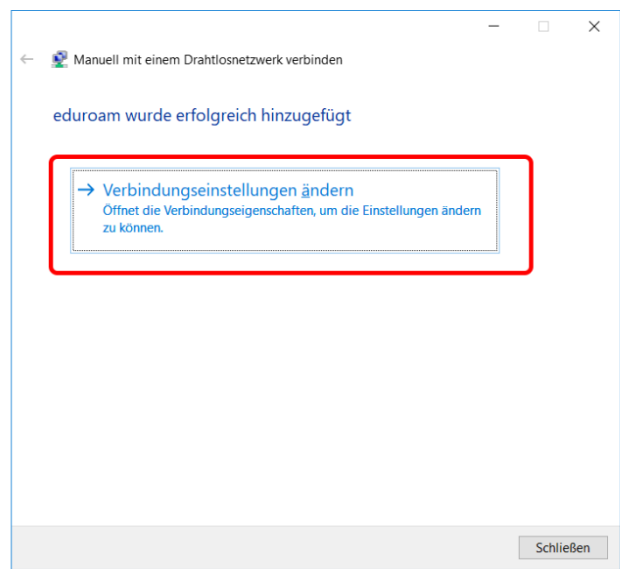 Manuell mit einem Drahtlosnetzwerk verbinden
eduroam wurde erfolgreich hinzugefügt
Verbindungseinstellungen ändern
Öffnet die Verbindungseigenschaften, um die Einstellungen ändern
zu können.
Schließen